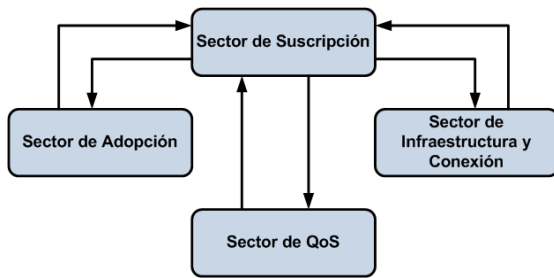 Sector de Suscripción
Sector de Adopción
Sector de
Infraestructura y
Conexión
Sector de QoS